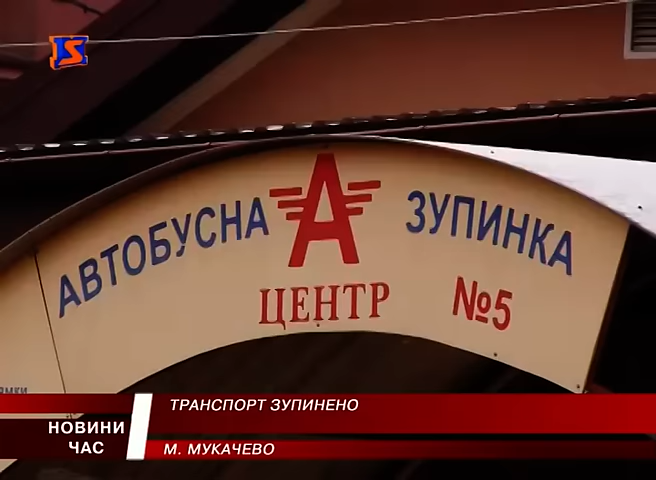 S
АВТОБУСНА А ЗУПИНКА
ЦЕНТР №5
ТРАНСПОРТ ЗУПИНЕНО
НОВИНИ
ЧАС
М. МУКАЧЕВО